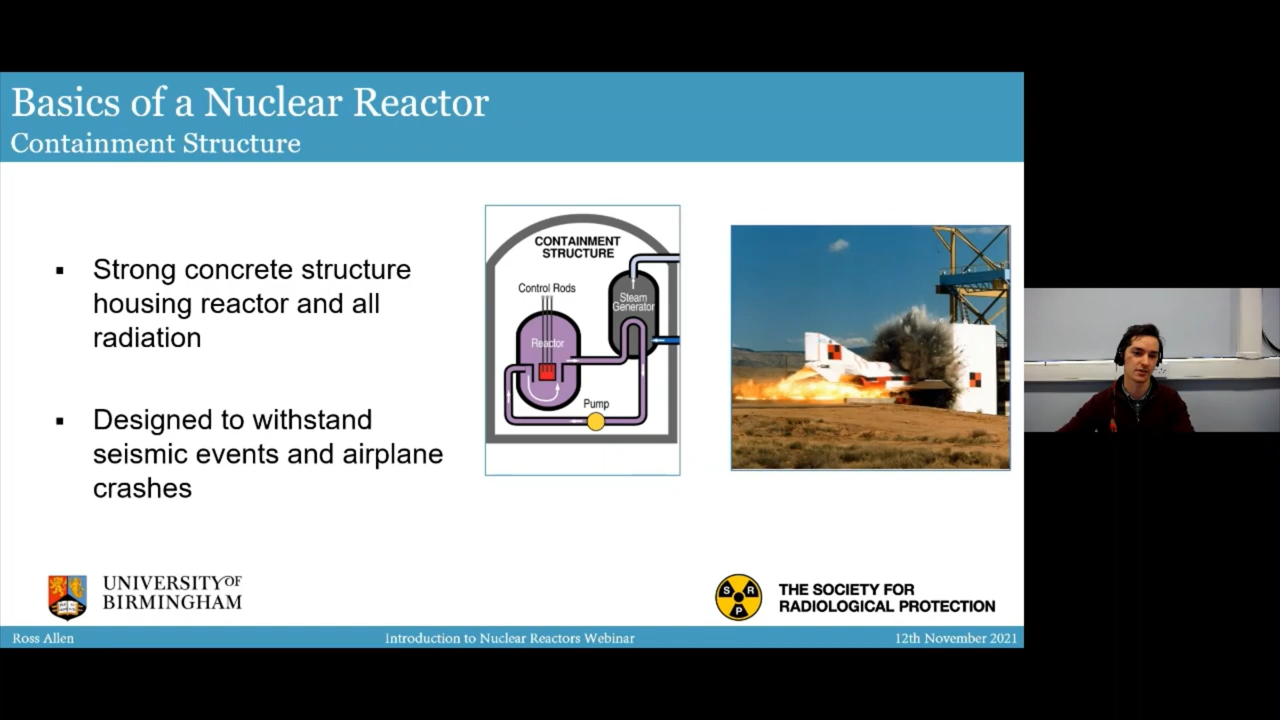 Basics of a Nuclear Reactor
Containment Structure
▪ Strong concrete structure
housing reactor and all
radiation
▪ Designed to withstand
seismic events and airplane
crashes
CONTAINMENT
STRUCTURE
Control Rods
Steam
Generator
Reactor
Pump
UNIVERSITY OF
BIRMINGHAM
S R
P
THE SOCIETY FOR
RADIOLOGICAL PROTECTION
Ross Allen
Introduction to Nuclear Reactors Webinar
12th November 2021